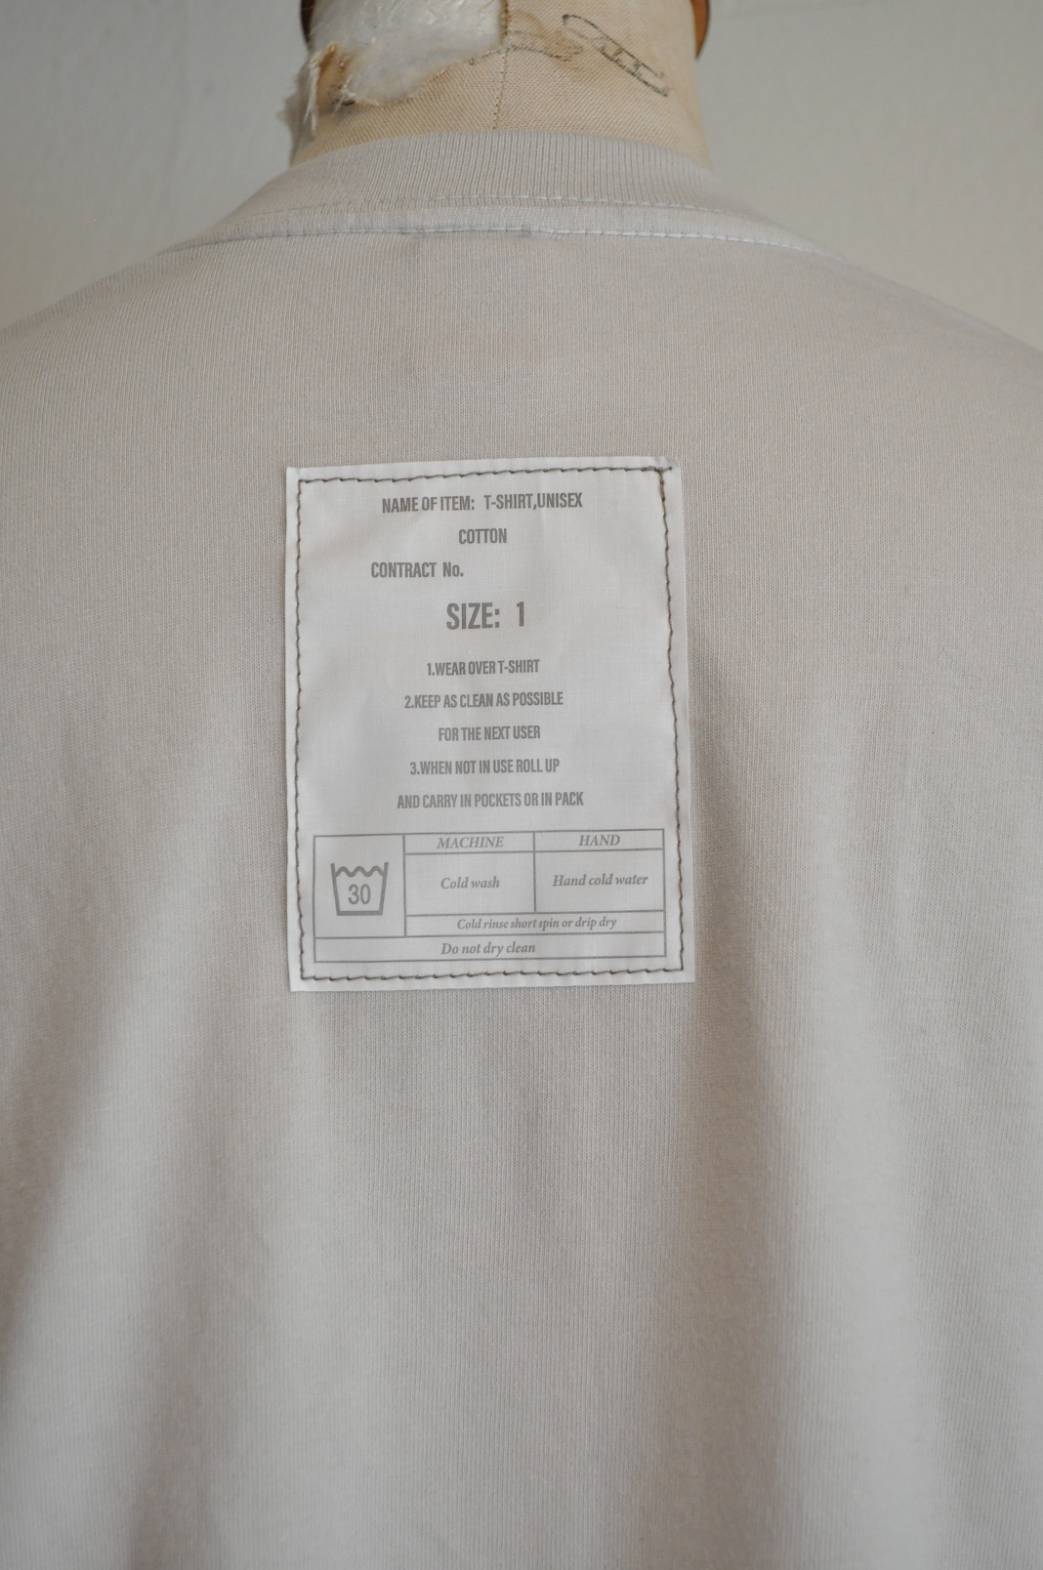 NAME OF ITEM: T-SHIRT,UNISEX
COTTON
CONTRACT No.
SIZE: 1
1.WEAR OVER T-SHIRT
2.KEEP AS CLEAN AS POSSIBLE
FOR THE NEXT USER
3.WHEN NOT IN USE ROLL UP
AND CARRY IN POCKETS OR IN PACK
MACHINE HAND
30 Cold wash Hand cold water
Cold rinse short spin or drip dry
Do not dry clean